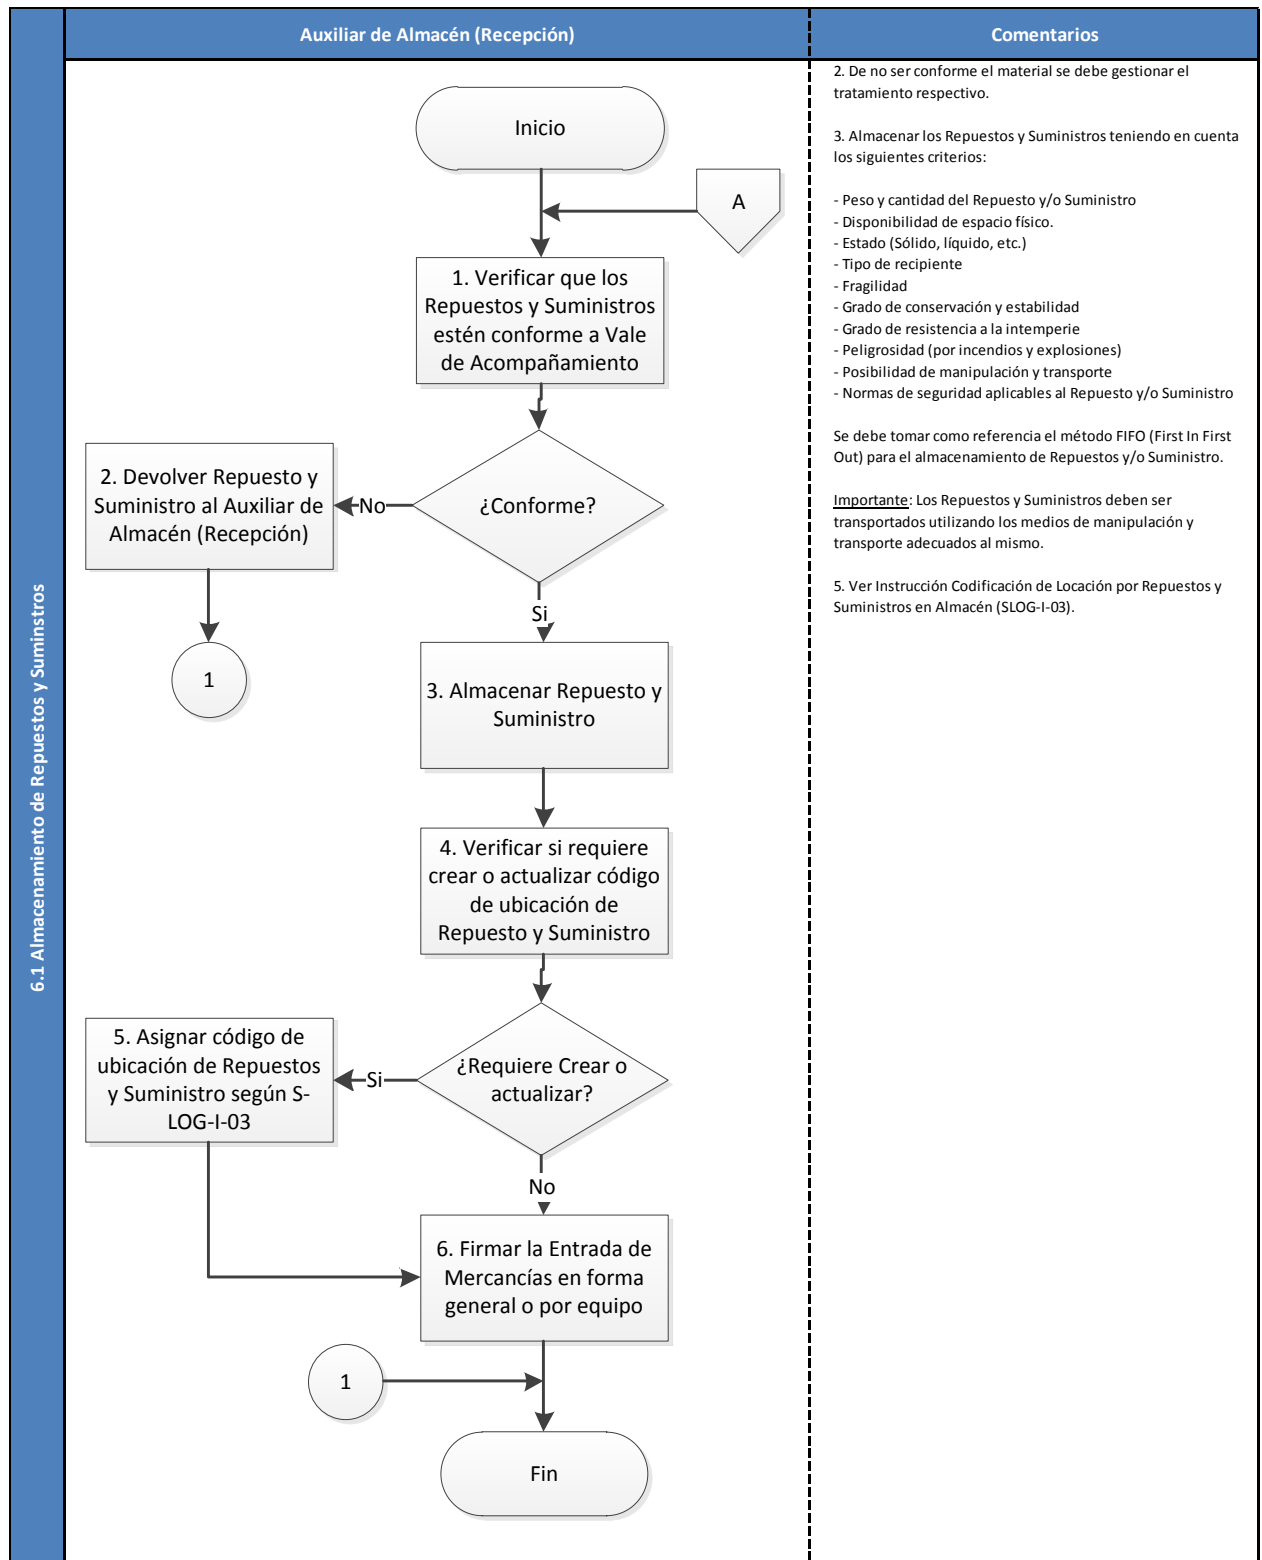 Auxiliar de Almacén (Recepción)
Comentarios
6.1 Almacenamiento de Repuestos y Suminstros
Inicio
A
1. Verificar que los
Repuestos y Suministros
estén conforme a Vale
de Acompañamiento
¿Conforme?
No
2. Devolver Repuesto y
Suministro al Auxiliar de
Almacén (Recepción)
1
Si
3. Almacenar Repuesto y
Suministro
4. Verificar si requiere
crear o actualizar código
de ubicación de
Repuesto y Suministro
¿Requiere Crear o
actualizar?
Si
5. Asignar código de
ubicación de Repuestos
y Suministro según S-
LOG-I-03
No
6. Firmar la Entrada de
Mercancías en forma
general o por equipo
1
Fin
2. De no ser conforme el material se debe gestionar el
tratamiento respectivo.
3. Almacenar los Repuestos y Suministros teniendo en cuenta
los siguientes criterios:
- Peso y cantidad del Repuesto y/o Suministro
- Disponibilidad de espacio físico.
- Estado (Sólido, líquido, etc.)
- Tipo de recipiente
- Fragilidad
- Grado de conservación y estabilidad
- Grado de resistencia a la intemperie
- Peligrosidad (por incendios y explosiones)
- Posibilidad de manipulación y transporte
- Normas de seguridad aplicables al Repuesto y/o Suministro
Se debe tomar como referencia el método FIFO (First In First
Out) para el almacenamiento de Repuestos y/o Suministro.
Importante: Los Repuestos y Suministros deben ser
transportados utilizando los medios de manipulación y
transporte adecuados al mismo.
5. Ver Instrucción Codificación de Locación por Repuestos y
Suministros en Almacén (SLOG-I-03).